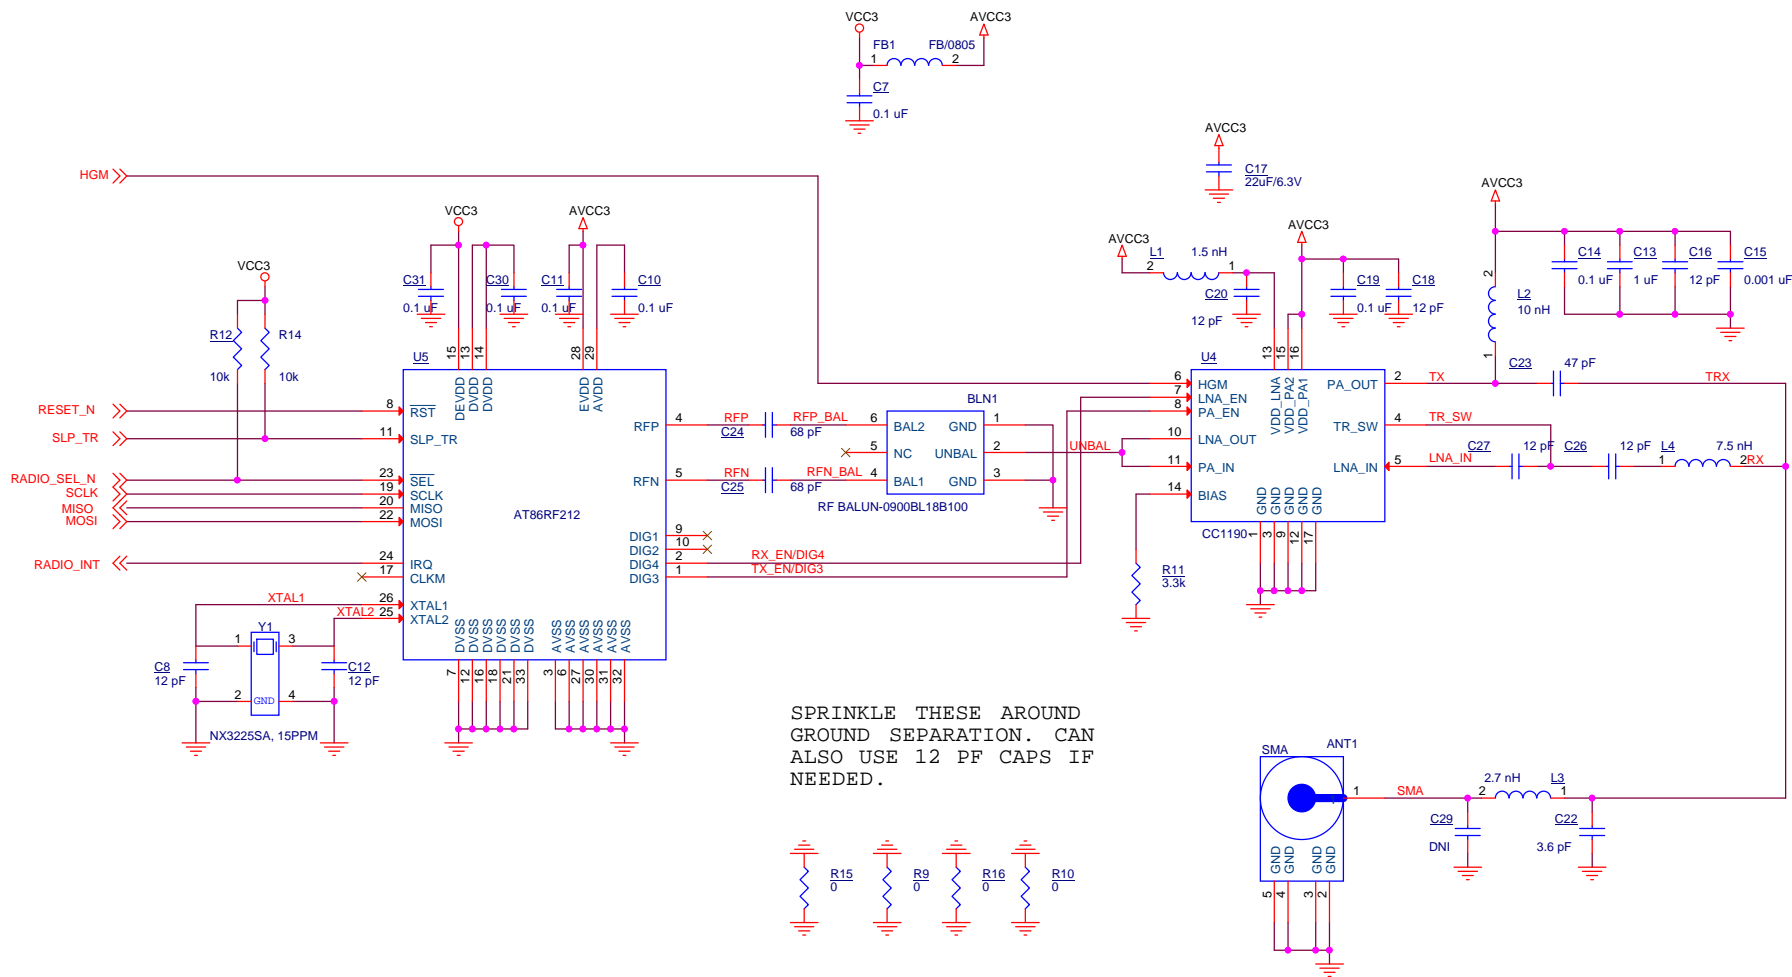 VCC3
AVCC3
FB1
FB/0805
1
2
C7
0.1 uF
AVCC3
C17
22uF/6.3V
HGM
VCC3
AVCC3
C31
0.1 uF
C30
0.1 uF
C11
0.1 uF
C10
0.1 uF
VCC3
R12
10k
R14
10k
AVCC3
L1
1.5 nH
2
1
C20
12 pF
AVCC3
C19
0.1 uF
C18
12 pF
AVCC3
2
L2
10 nH
1
C14
0.1 uF
C13
1 uF
C16
12 pF
C15
0.001 uF
RESET_N
SLP_TR
RADIO_SEL_N
SCLK
MISO
MOSI
RADIO_INT
U5
15
13
14
28
29
DEVDD
DVDD
DVDD
EVDD
AVDD
8
RST
11
SLP_TR
23
SEL
19
SCLK
20
MISO
22
MOSI
24
IRQ
17
CLKM
26
XTAL1
25
XTAL2
AT86RF212
RFP
4
RFN
5
DIG1
9
DIG2
10
DIG4
2
DIG3
1
DVSS
DVSS
DVSS
DVSS
DVSS
DVSS
AVSS
AVSS
AVSS
AVSS
AVSS
AVSS
7
12
16
18
21
33
3
6
27
30
31
32
XTAL1
XTAL2
Y1
1
3
2
GND
4
C8
12 pF
C12
12 pF
NX3225SA, 15PPM
RFP
C24
68 pF
RFP_BAL
RFN
C25
68 pF
RFN_BAL
RX_EN/DIG4
TX_EN/DIG3
BLN1
6
BAL2
GND
1
5
NC
UNBAL
2
4
BAL1
GND
3
RF BALUN-0900BL18B100
UNBAL
U4
13
15
16
VDD_LNA
VDD_PA2
VDD_PA1
6
HGM
7
LNA_EN
8
PA_EN
10
LNA_OUT
11
PA_IN
14
BIAS
PA_OUT
2
TR_SW
4
LNA_IN
5
GND
GND
GND
GND
GND
CC1190
1
3
9
12
17
R11
3.3k
TX
C23
47 pF
TRX
TR_SW
LNA_IN
C27
12 pF
C26
12 pF
L4
7.5 nH
1
2
RX
SPRINKLE THESE AROUND
GROUND SEPARATION. CAN
ALSO USE 12 PF CAPS IF
NEEDED.
R15
0
R9
0
R16
0
R10
0
SMA
ANT1
1
SMA
GND
GND
GND
GND
5
4
3
2
C29
DNI
2.7 nH
L3
2
1
C22
3.6 pF